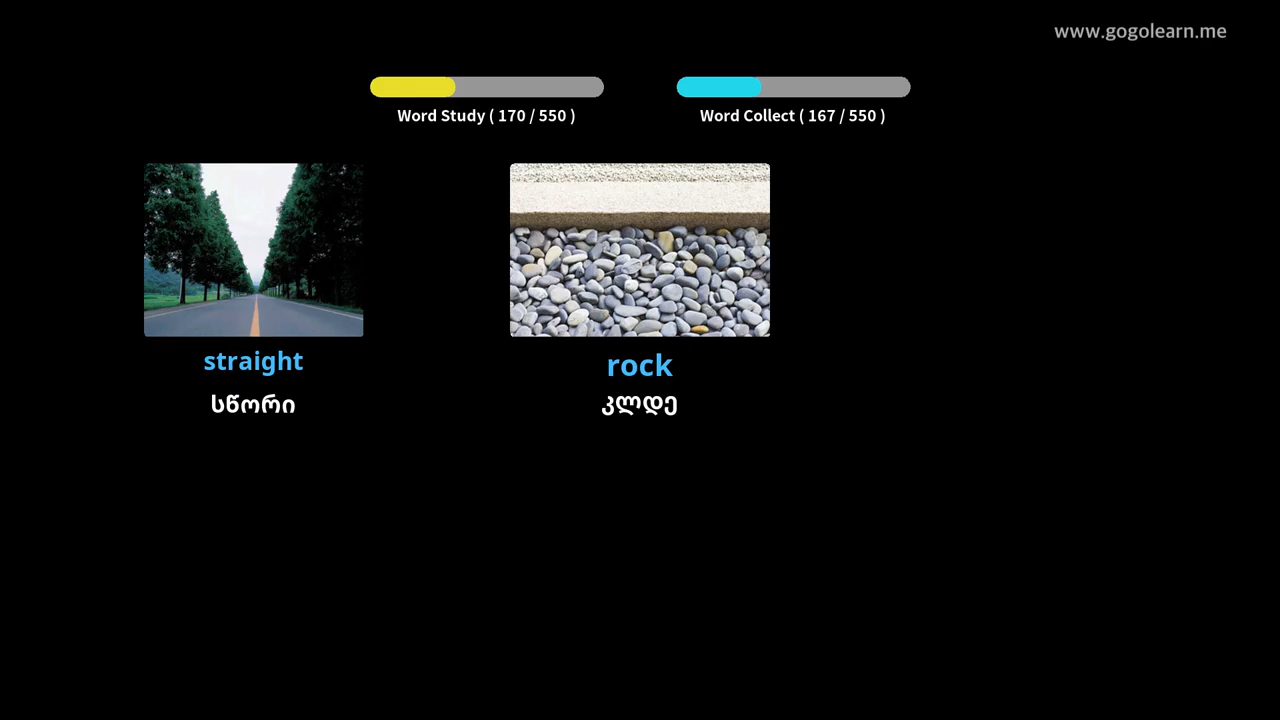 www.gogolearn.me
Word Study ( 170 / 550 )
Word Collect ( 167 / 550 )
straight
rock
სწორი
კლდე